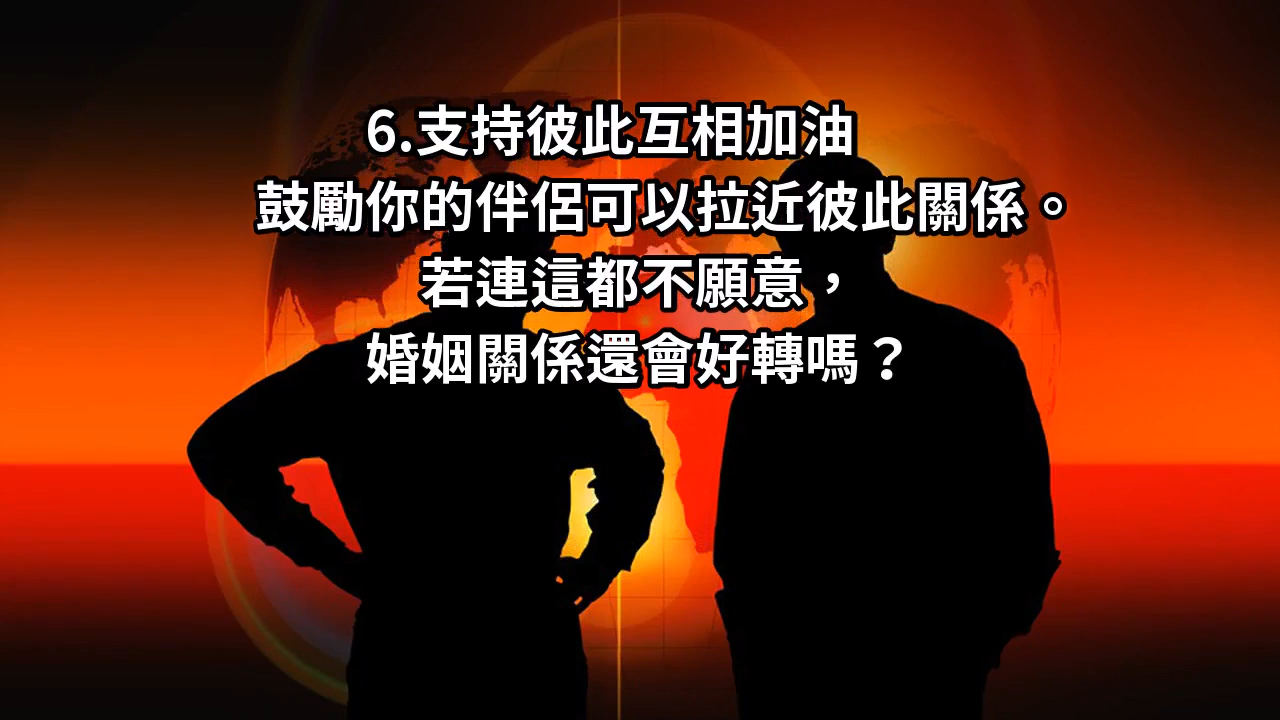 6.支持彼此互相加油
鼓勵你的伴侶可以拉近彼此關係。
若連這都不願意，
婚姻關係還會好轉嗎？